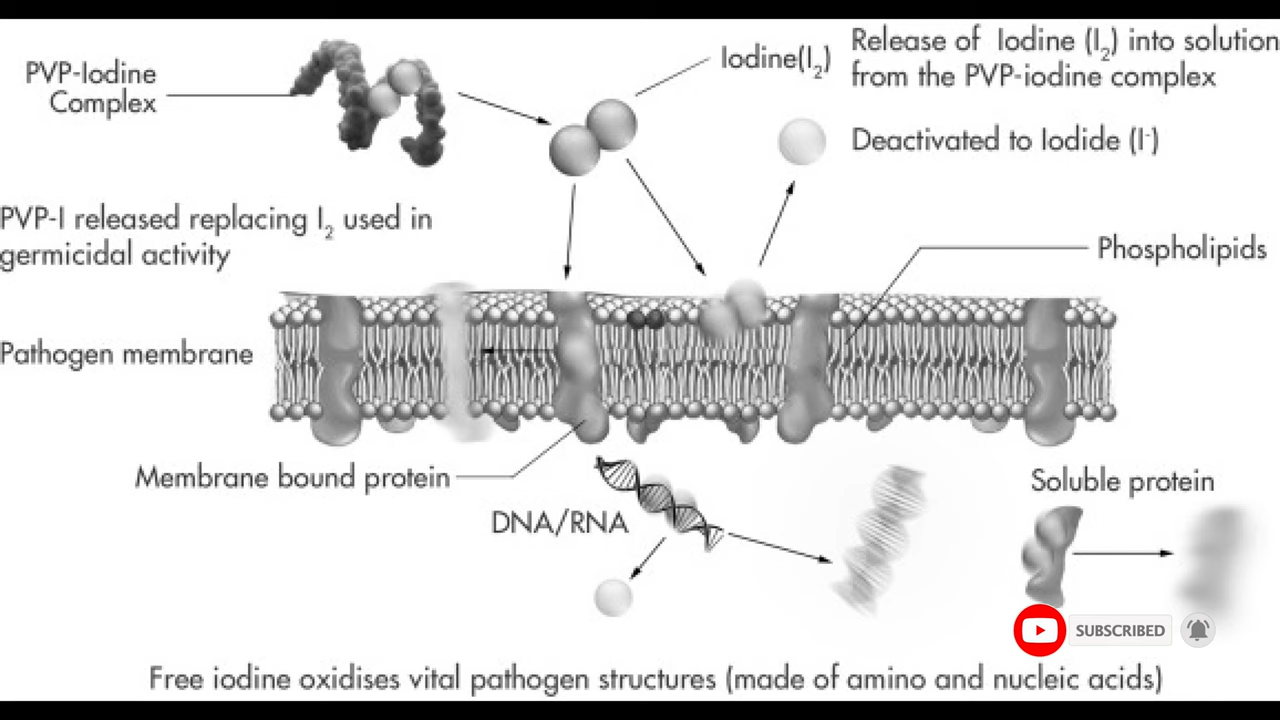 PVP-Iodine
Complex
Iodine(I₂)
Release of Iodine (I₂) into solution
from the PVP-iodine complex
Deactivated to Iodide (I⁻)
PVP-I released replacing I₂ used in
germicidal activity
Phospholipids
Pathogen membrane
Membrane bound protein
DNA/RNA
Soluble protein
SUBSCRIBED
Free iodine oxidises vital pathogen structures (made of amino and nucleic acids)